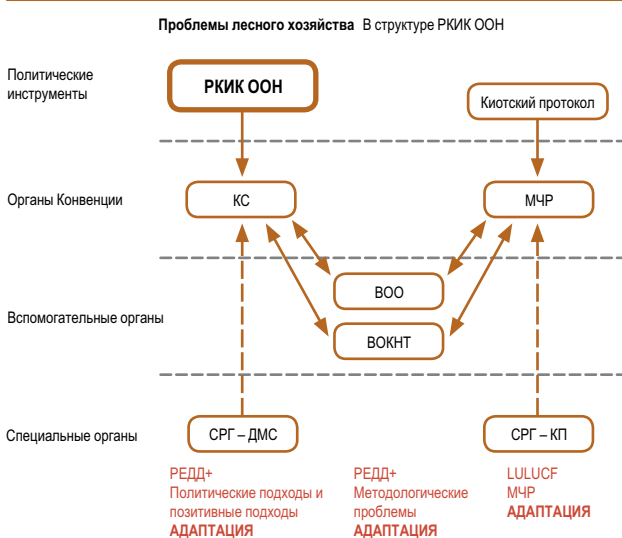 Проблемы лесного хозяйства В структуре РКИК ООН
Политические
инструменты
РКИК ООН
Киотский протокол
Органы Конвенции
КС
МЧР
ВОО
Вспомогательные органы
ВОКНТ
Специальные органы
СРГ – ДМС
СРГ – КП
РЕДД+
Политические подходы и
позитивные подходы
АДАПТАЦИЯ
РЕДД+
Методологические
проблемы
АДАПТАЦИЯ
LULUCF
МЧР
АДАПТАЦИЯ